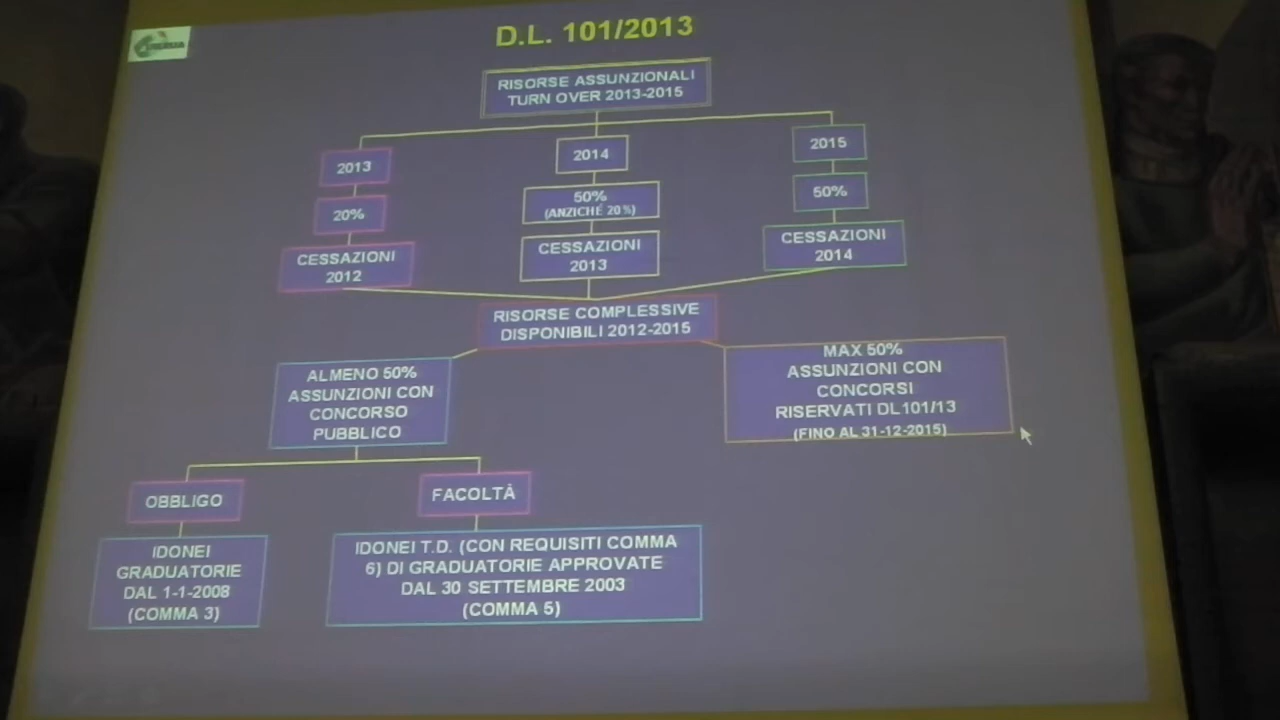 D.L. 101/2013
RISORSE ASSUNZIONALI
TURN OVER 2013-2015
2013
2014
2015
20%
50%
(ANZICHÉ 20%)
50%
CESSAZIONI
2012
CESSAZIONI
2013
CESSAZIONI
2014
RISORSE COMPLESSIVE
DISPONIBILI 2012-2015
ALMENO 50%
ASSUNZIONI CON
CONCORSO
PUBBLICO
MAX 50%
ASSUNZIONI CON
CONCORSI
RISERVATI DL101/13
(FINO AL 31-12-2015)
OBBLIGO
FACOLTÀ
IDONEI
GRADUATORIE
DAL 1-1-2008
(COMMA 3)
IDONEI T.D. (CON REQUISITI COMMA
6) DI GRADUATORIE APPROVATE
DAL 30 SETTEMBRE 2003
(COMMA 5)